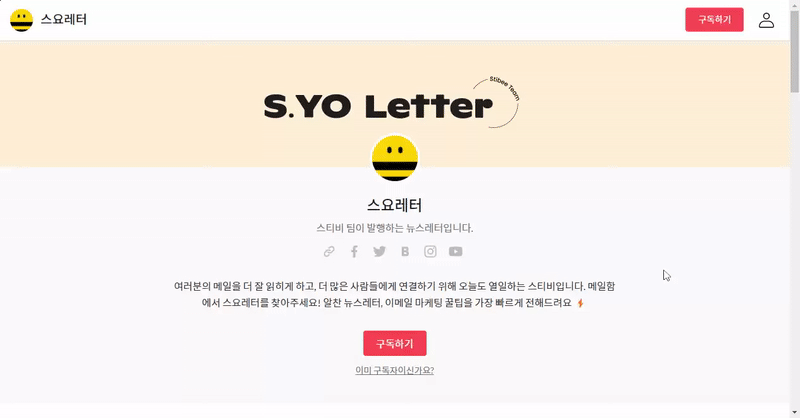 스요레터
구독하기
S.YO Letter
Stibee Team
스요레터
스티비 팀이 발행하는 뉴스레터입니다.
여러분의 메일을 더 잘 읽히게 하고, 더 많은 사람들에게 연결하기 위해 오늘도 열일하는 스티비입니다. 메일함
에서 스요레터를 찾아주세요! 알찬 뉴스레터, 이메일 마케팅 꿀팁을 가장 빠르게 전해드려요 ⚡
구독하기
이미 구독자이신가요?